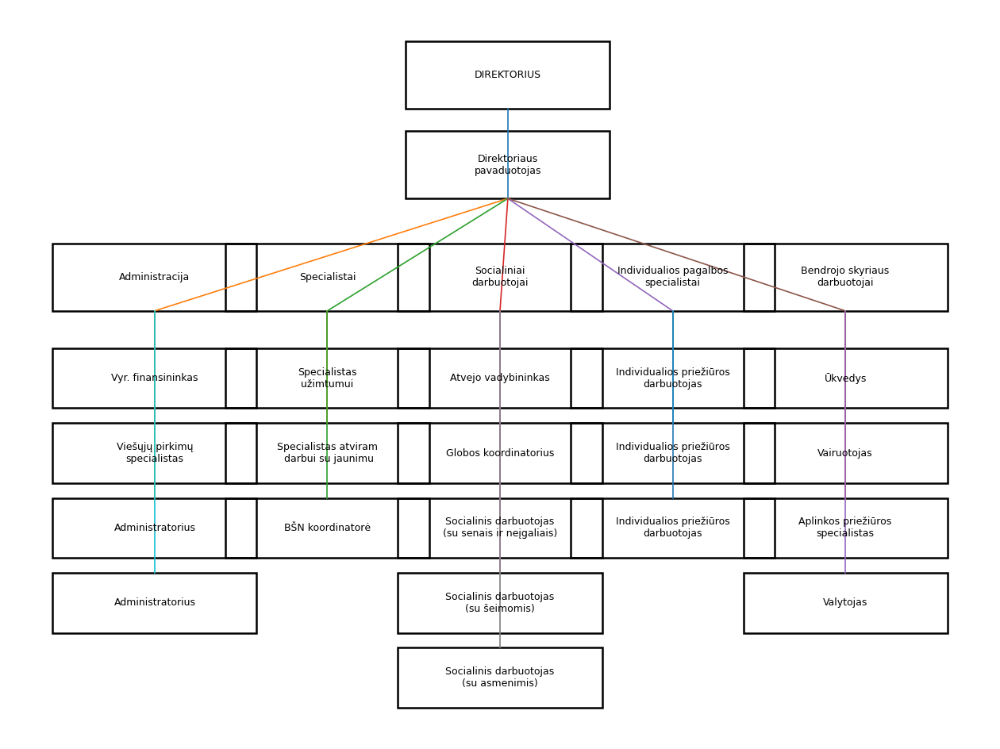 DIREKTORIUS
Direktoriaus
pavaduotojas
Administracija
Specialistai
Socialiniai
darbuotojai
Individualios pagalbos
specialistai
Bendrojo skyriaus
darbuotojai
Vyr. finansininkas
Specialistas
užimtumui
Atvejo vadybininkas
Individualios priežiūros
darbuotojas
Ūkvedys
Viešųjų pirkimų
specialistas
Specialistas atviram
darbui su jaunimu
Globos koordinatorius
Individualios priežiūros
darbuotojas
Vairuotojas
Administratorius
BŠN koordinatorė
Socialinis darbuotojas
(su senais ir neįgaliais)
Individualios priežiūros
darbuotojas
Aplinkos priežiūros
specialistas
Administratorius
Socialinis darbuotojas
(su šeimomis)
Valytojas
Socialinis darbuotojas
(su asmenimis)